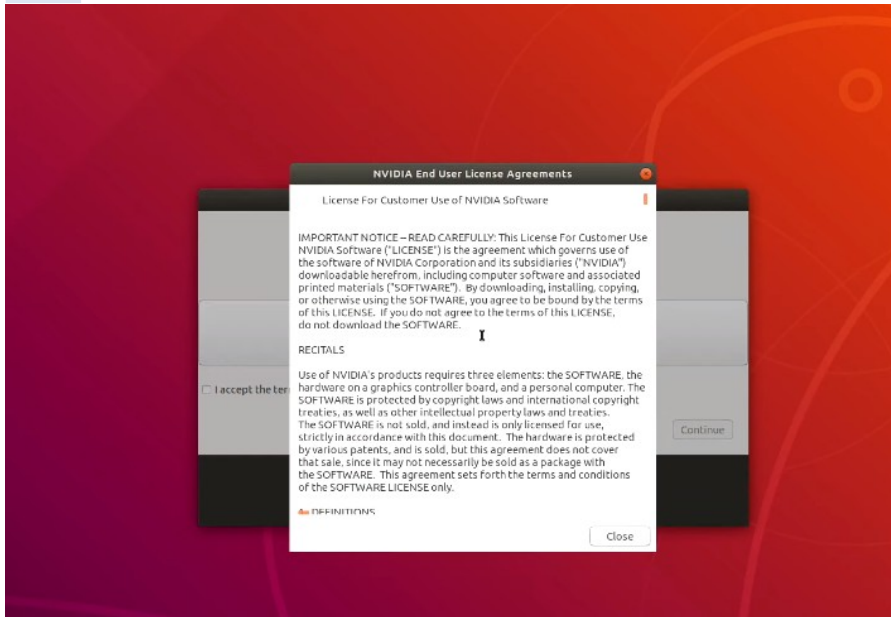 NVIDIA End User License Agreements
License For Customer Use of NVIDIA Software
IMPORTANT NOTICE – READ CAREFULLY: This License For Customer Use
NVIDIA Software ("LICENSE") is the agreement which governs use of
the software of NVIDIA Corporation and its subsidiaries ("NVIDIA")
downloadable herefrom, including computer software and associated
printed materials ("SOFTWARE"). By downloading, installing, copying,
or otherwise using the SOFTWARE, you agree to be bound by the terms
of this LICENSE. If you do not agree to the terms of this LICENSE,
do not download the SOFTWARE.
RECITALS
Use of NVIDIA's products requires three elements: the SOFTWARE, the
hardware on a graphics controller board, and a personal computer. The
SOFTWARE is protected by copyright laws and international copyright
treaties, as well as other intellectual property laws and treaties.
The SOFTWARE is not sold, and instead is only licensed for use,
strictly in accordance with this document. The hardware is protected
by various patents, and is sold, but this agreement does not cover
that sale, since it may not necessarily be sold as a package with
the SOFTWARE. This agreement sets forth the terms and conditions
of the SOFTWARE LICENSE only.
DEFINITIONS
Close
I accept the ter
Continue